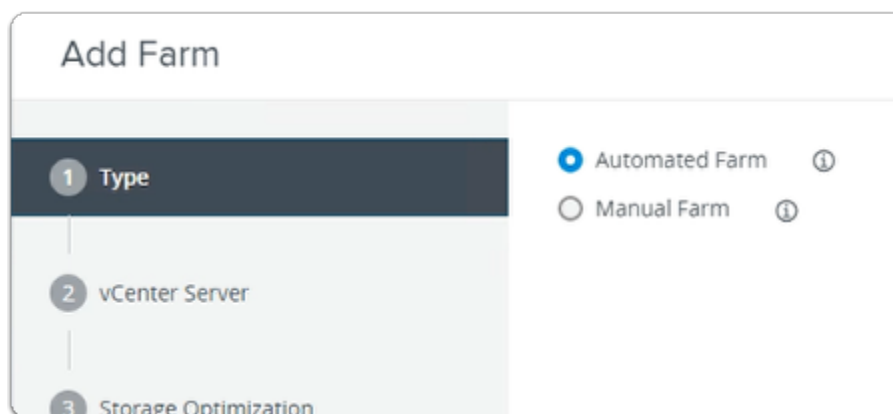 Add Farm
1 Type
Automated Farm
Manual Farm
2 vCenter Server
3 Storage Optimization